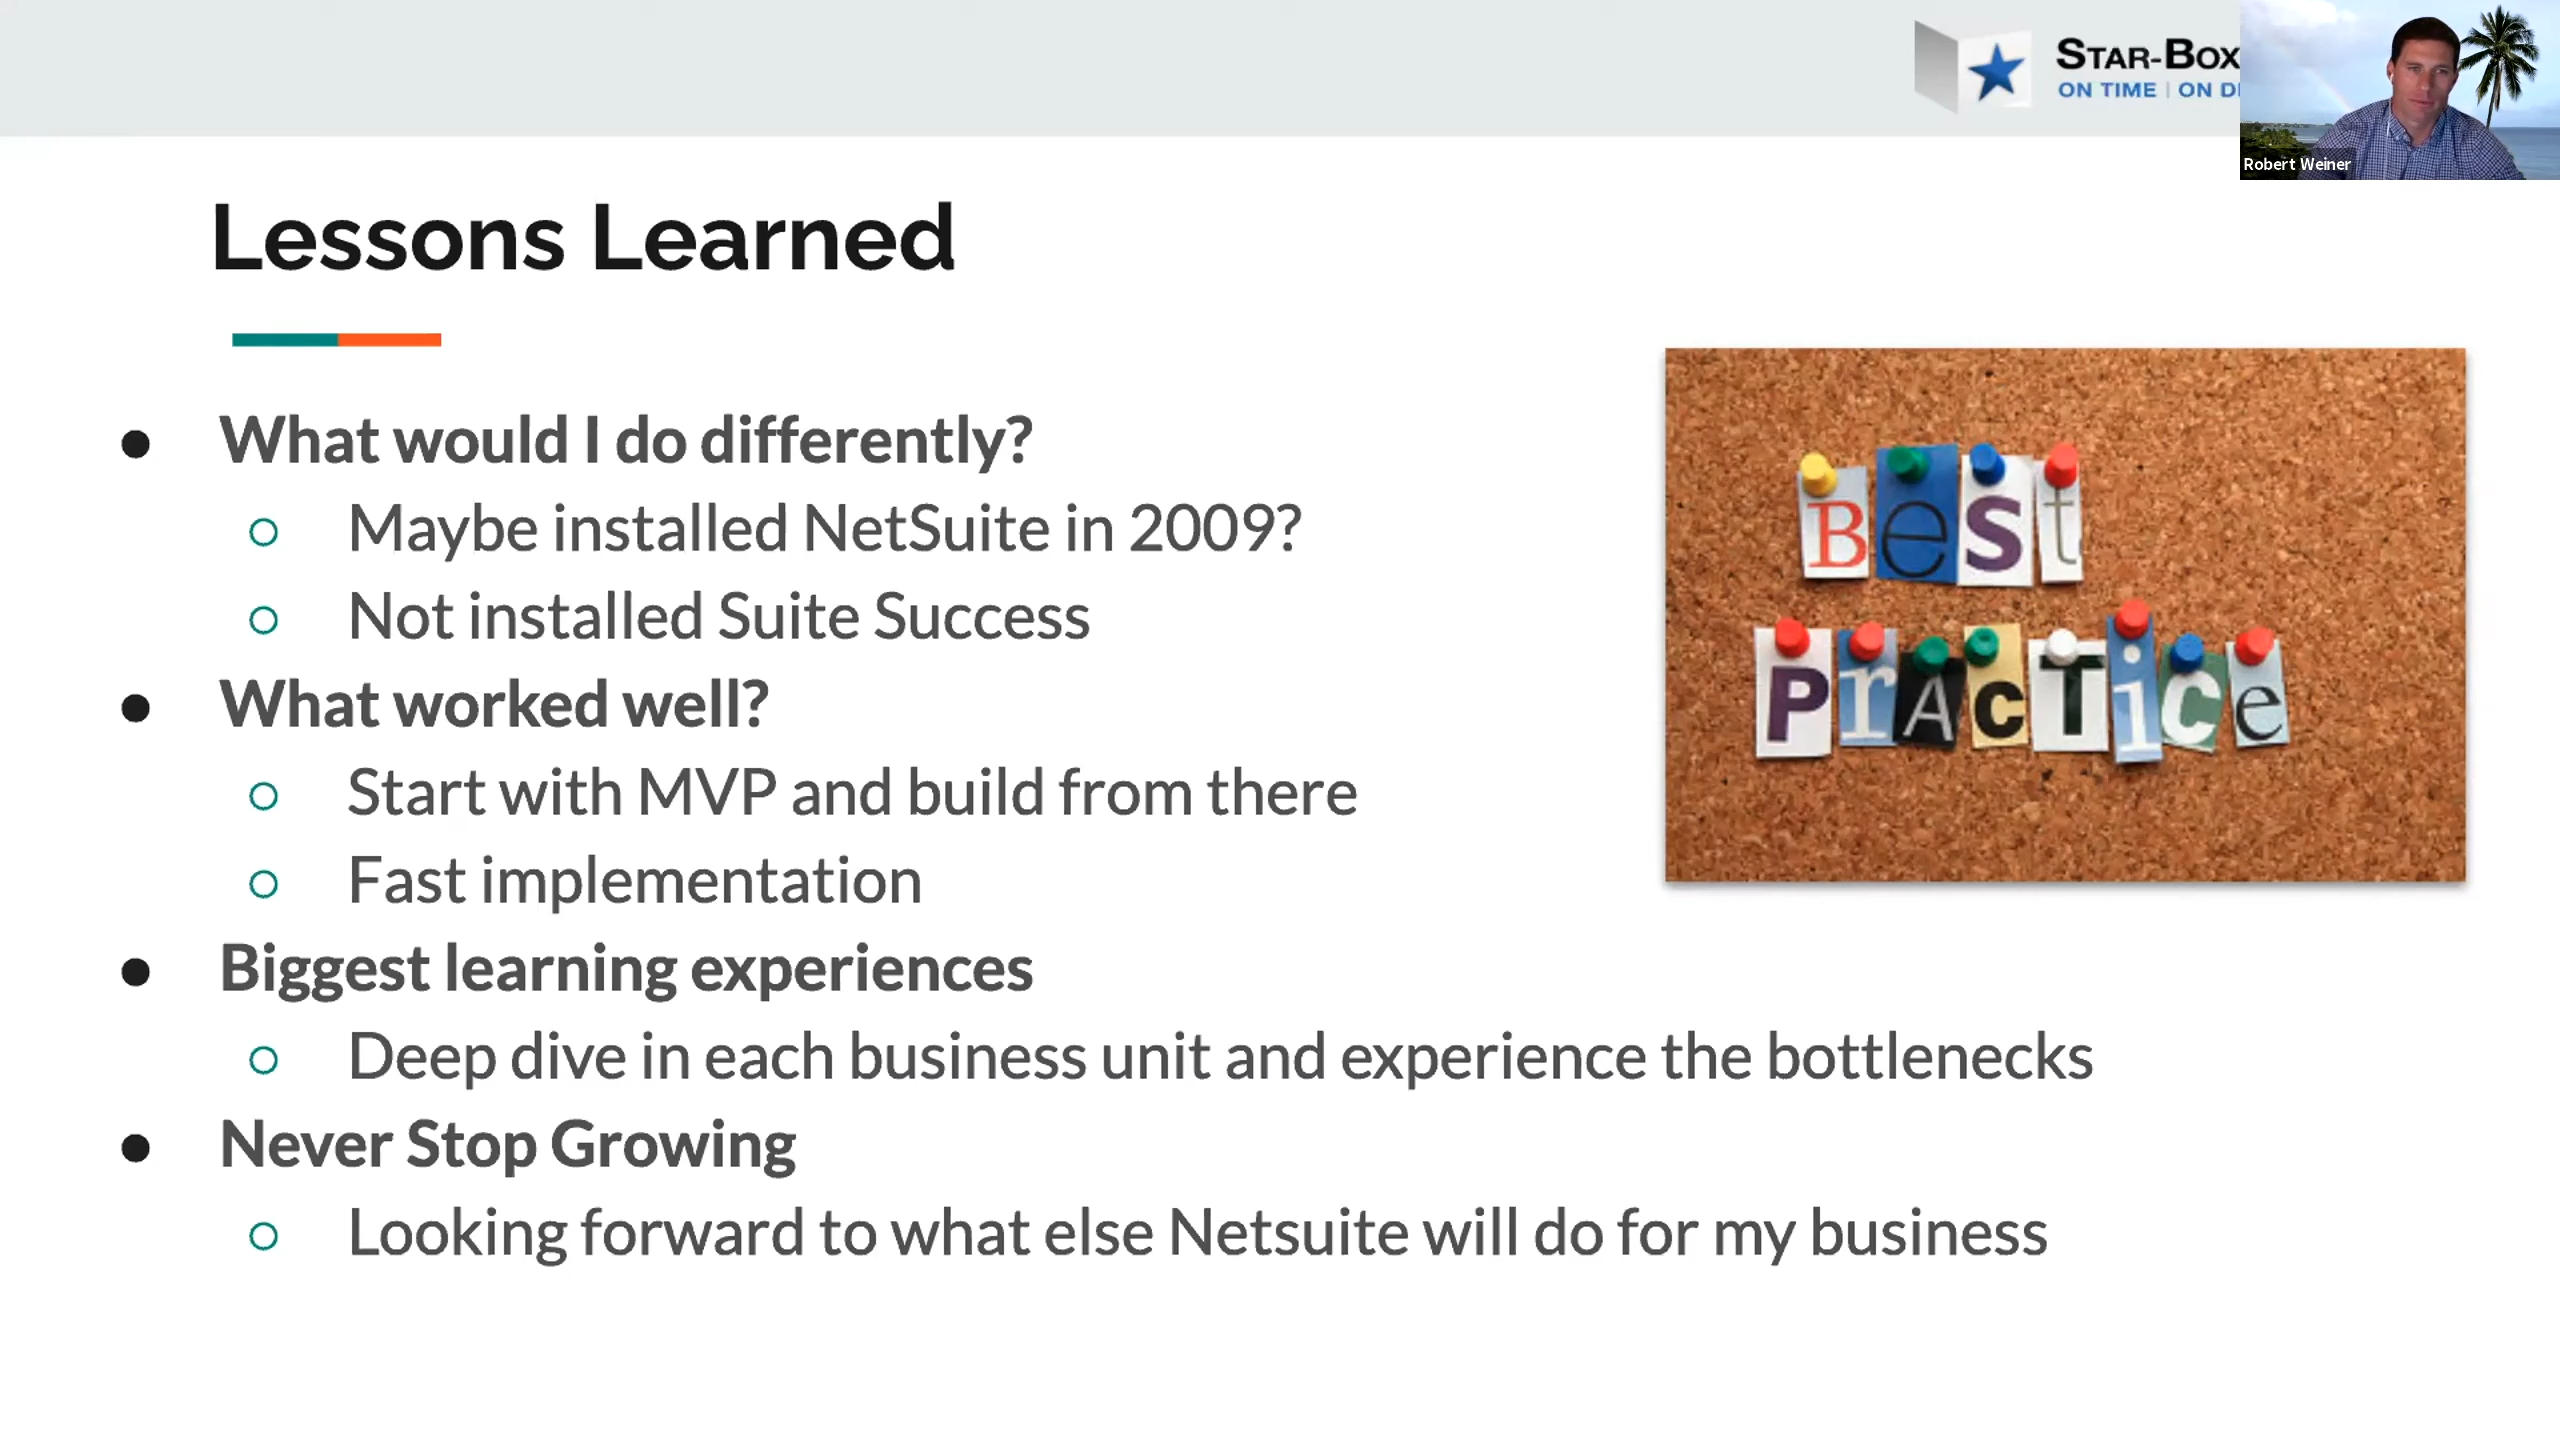 STAR-BOX
ON TIME | ON D
Robert Weiner
Lessons Learned
● What would I do differently?
○ Maybe installed NetSuite in 2009?
○ Not installed Suite Success
● What worked well?
○ Start with MVP and build from there
○ Fast implementation
● Biggest learning experiences
○ Deep dive in each business unit and experience the bottlenecks
● Never Stop Growing
○ Looking forward to what else Netsuite will do for my business
Best
PrAcTice